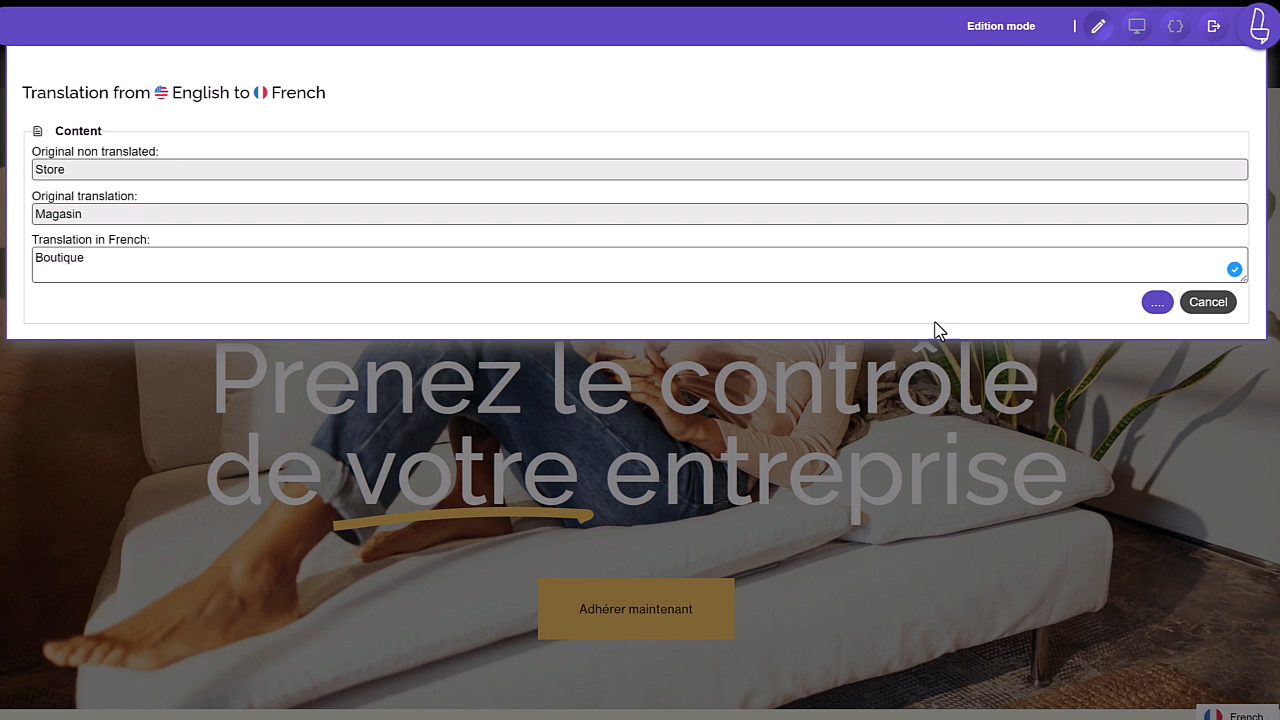 Edition mode
Translation from English to French
Content
Original non translated:
Store
Original translation:
Magasin
Translation in French:
Boutique
....
Cancel
Prenez le contrôle
de votre entreprise
Adhérer maintenant
French